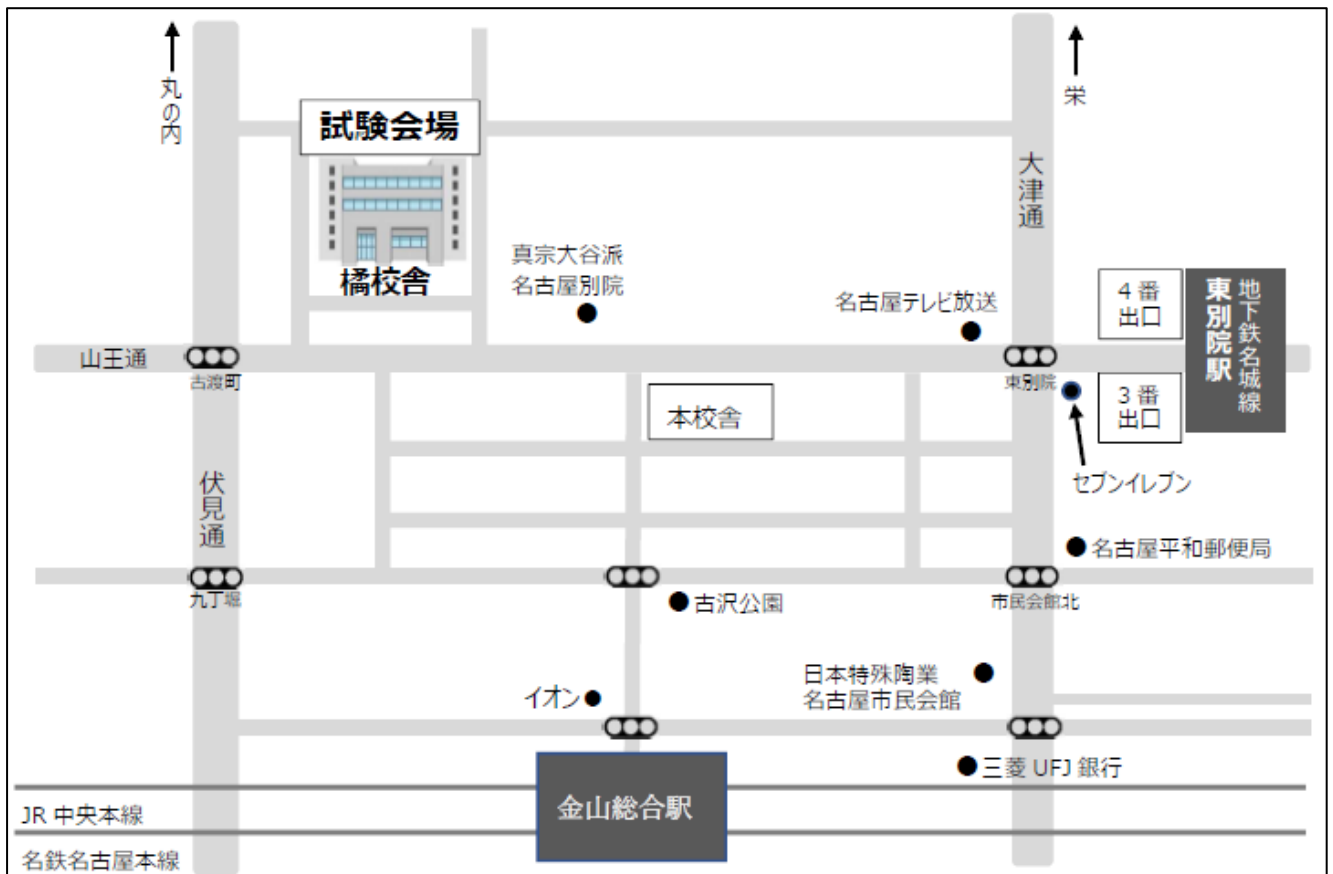 丸の内
栄
試験会場
大津通
橘校舎
真宗大谷派
名古屋別院
名古屋テレビ放送
4番
出口
地下鉄名城線
東別院駅
山王通
古渡町
東別院
3番
出口
本校舎
セブンイレブン
伏見通
名古屋平和郵便局
九丁堀
古沢公園
市民会館北
日本特殊陶業
名古屋市民会館
イオン
三菱UFJ銀行
金山総合駅
JR中央本線
名鉄名古屋本線